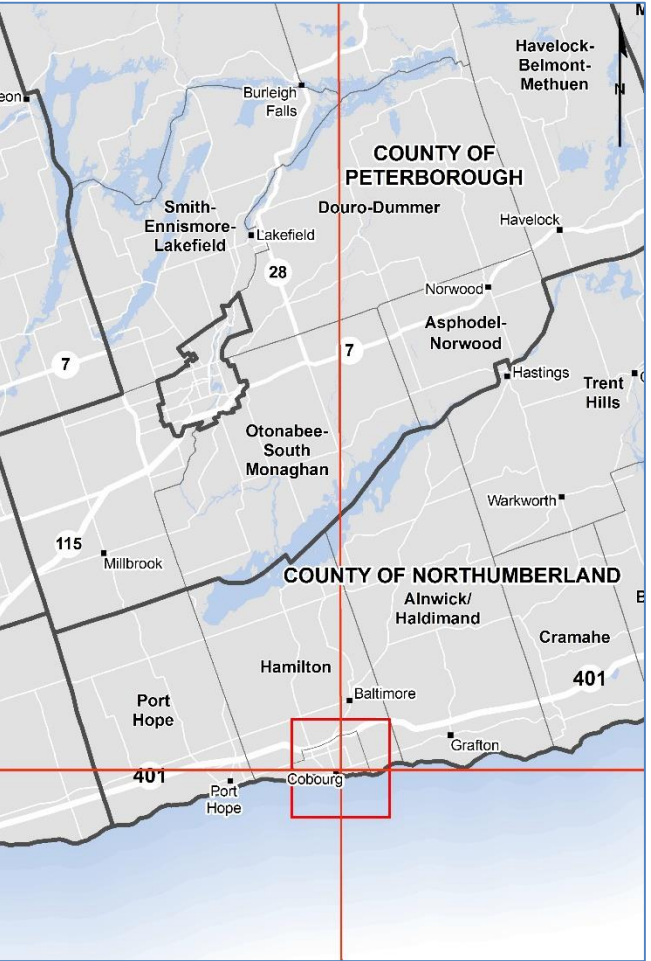 Havelock-
Belmont-
Methuen
N
eon
Burleigh
Falls
COUNTY OF
PETERBOROUGH
Smith-
Ennismore-
Lakefield
Douro-Dummer
Havelock
Lakefield
28
Norwood
Asphodel-
Norwood
7
7
Hastings
Trent
Hills
Otonabee-
South
Monaghan
Warkworth
115
Millbrook
COUNTY OF NORTHUMBERLAND
Alnwick/
Haldimand
Cramahe
Hamilton
401
Port
Hope
Baltimore
Grafton
401
Cobourg
Port
Hope